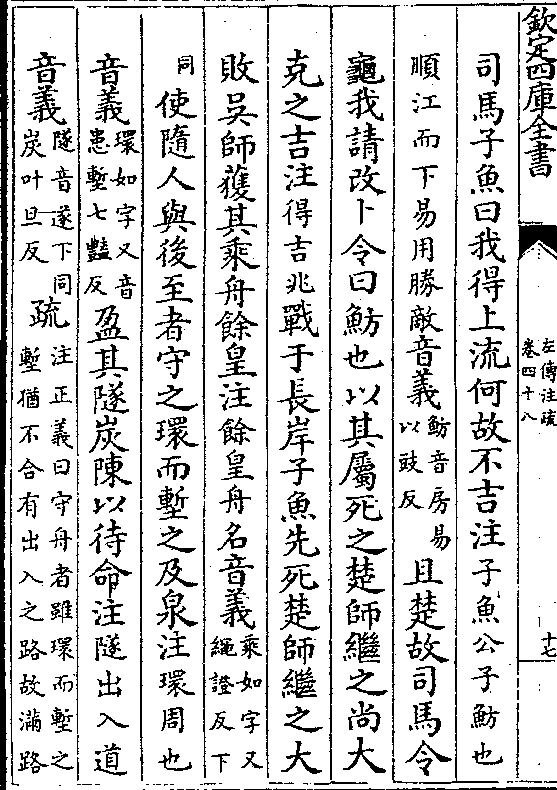 欽定四庫全書
左傳注疏
卷四十八
十七
司馬子魚曰我得上流何故不吉注子魚公子魴也
順江而下易用勝敵音義魴音房易
以豉反
且楚故司馬令
龜我請改卜令曰魴也以其屬死之楚師繼之尚大
克之吉注得吉兆戰于長岸子魚先死楚師繼之大
敗吳師獲其乘舟餘皇注餘皇舟名音義乘如字又
繩證反下
同
使隨人與後至者守之環而塹之及泉注環周也
音義環如字又音
患塹七豔反
盈其隧炭陳以待命注隧出入道
音義隧音遂下同
炭叶旦反
疏注正義曰守舟者雖環而塹之
塹猶不合有出入之路故滿路